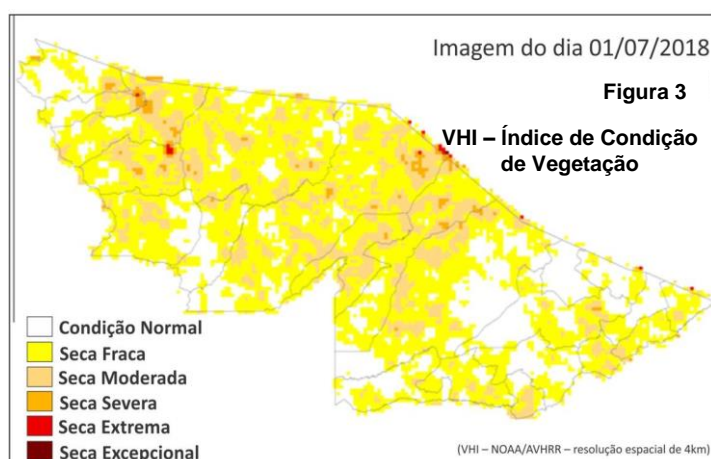 Imagem do dia 01/07/2018
Figura 3
VHI – Índice de Condição
de Vegetação
Condição Normal
Seca Fraca
Seca Moderada
Seca Severa
Seca Extrema
Seca Excepcional
(VHI – NOAA/AVHRR – resolução espacial de 4km)